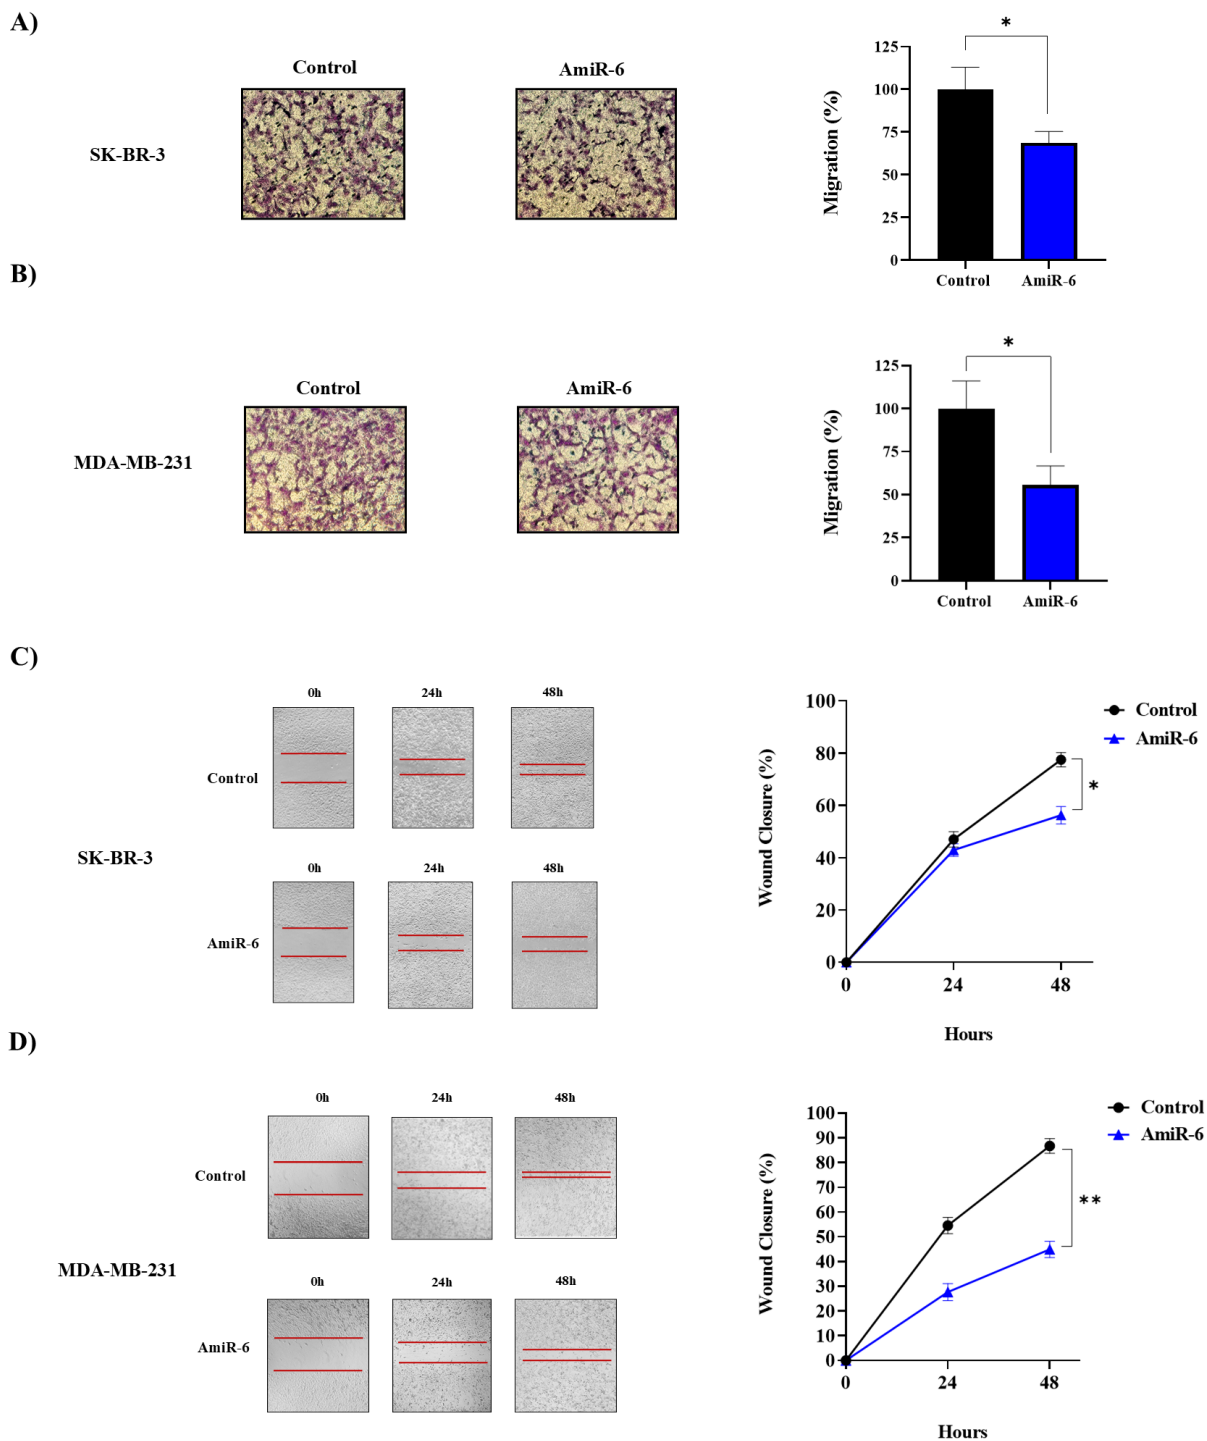 A)
Control
AmiR-6
SK-BR-3
*
Migration (%)
125
100
75
50
25
0
Control
AmiR-6
B)
Control
AmiR-6
MDA-MB-231
*
Migration (%)
125
100
75
50
25
0
Control
AmiR-6
C)
0h
24h
48h
Control
SK-BR-3
0h
24h
48h
AmiR-6
Wound Closure (%)
100
80
60
40
20
0
0
24
48
Hours
Control
AmiR-6
*
D)
0h
24h
48h
Control
MDA-MB-231
0h
24h
48h
AmiR-6
Wound Closure (%)
100
90
80
70
60
50
40
30
20
10
0
0
24
48
Hours
Control
AmiR-6
**